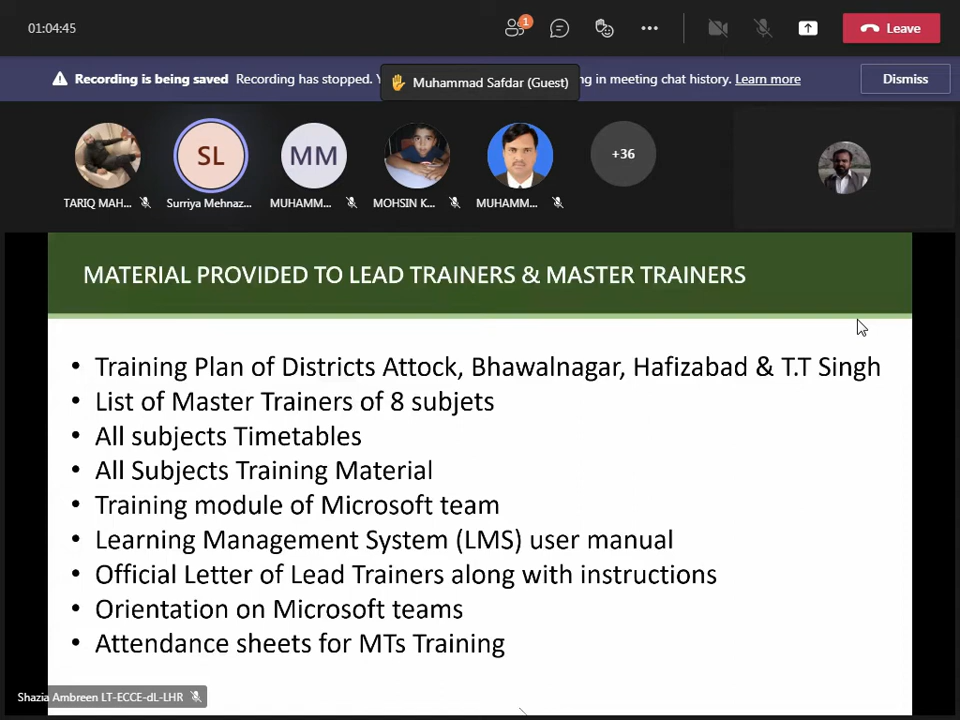 01:04:45
1
Leave
Recording is being saved Recording has stopped. Y
Muhammad Safdar (Guest)
ng in meeting chat history. Learn more
Dismiss
SL
MM
+36
TARIQ MAH...
Surriya Mehnaz...
MUHAMM...
MOHSIN K...
MUHAMM...
MATERIAL PROVIDED TO LEAD TRAINERS & MASTER TRAINERS
• Training Plan of Districts Attock, Bhawalnagar, Hafizabad & T.T Singh
• List of Master Trainers of 8 subjets
• All subjects Timetables
• All Subjects Training Material
• Training module of Microsoft team
• Learning Management System (LMS) user manual
• Official Letter of Lead Trainers along with instructions
• Orientation on Microsoft teams
• Attendance sheets for MTs Training
Shazia Ambreen LT-ECCE-dL-LHR